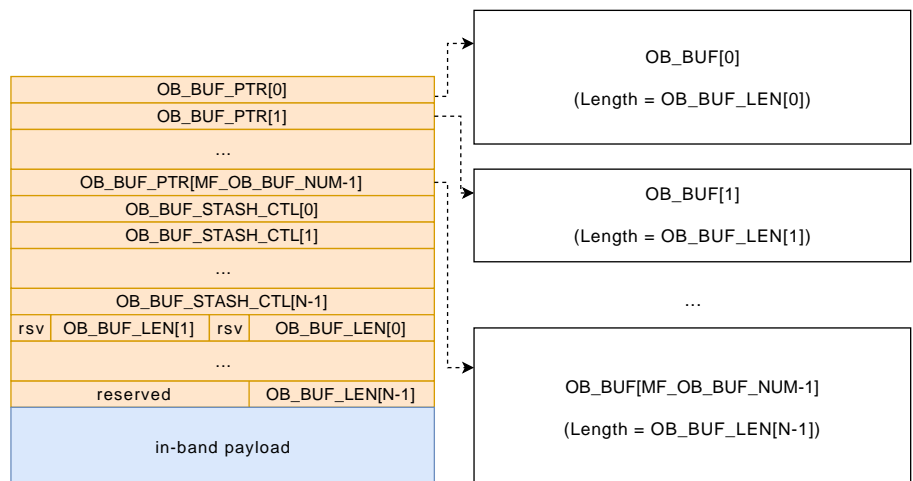 OB_BUF_PTR[0]
OB_BUF_PTR[1]
...
OB_BUF_PTR[MF_OB_BUF_NUM-1]
OB_BUF_STASH_CTL[0]
OB_BUF_STASH_CTL[1]
...
OB_BUF_STASH_CTL[N-1]
rsv OB_BUF_LEN[1] rsv OB_BUF_LEN[0]
...
reserved OB_BUF_LEN[N-1]
in-band payload
OB_BUF[0]
(Length = OB_BUF_LEN[0])
OB_BUF[1]
(Length = OB_BUF_LEN[1])
...
OB_BUF[MF_OB_BUF_NUM-1]
(Length = OB_BUF_LEN[N-1])